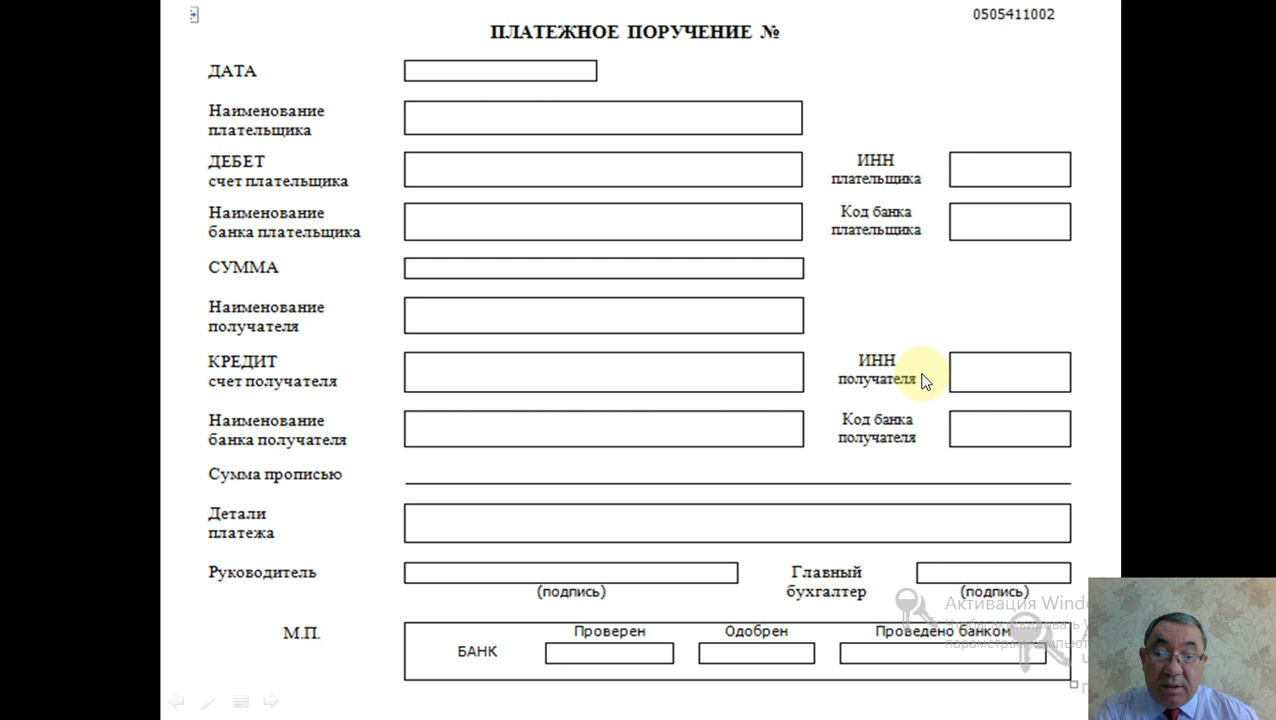 0505411002
ПЛАТЕЖНОЕ ПОРУЧЕНИЕ №
ДАТА
Наименование
плательщика
ДЕБЕТ
счет плательщика
ИНН
плательщика
Наименование
банка плательщика
Код банка
плательщика
СУММА
Наименование
получателя
КРЕДИТ
счет получателя
ИНН
получателя
Наименование
банка получателя
Код банка
получателя
Сумма прописью
Детали
платежа
Руководитель
(подпись)
Главный
бухгалтер
(подпись)
Активация Windo
М.П.
БАНК
Проверен
Одобрен
Проведено банком